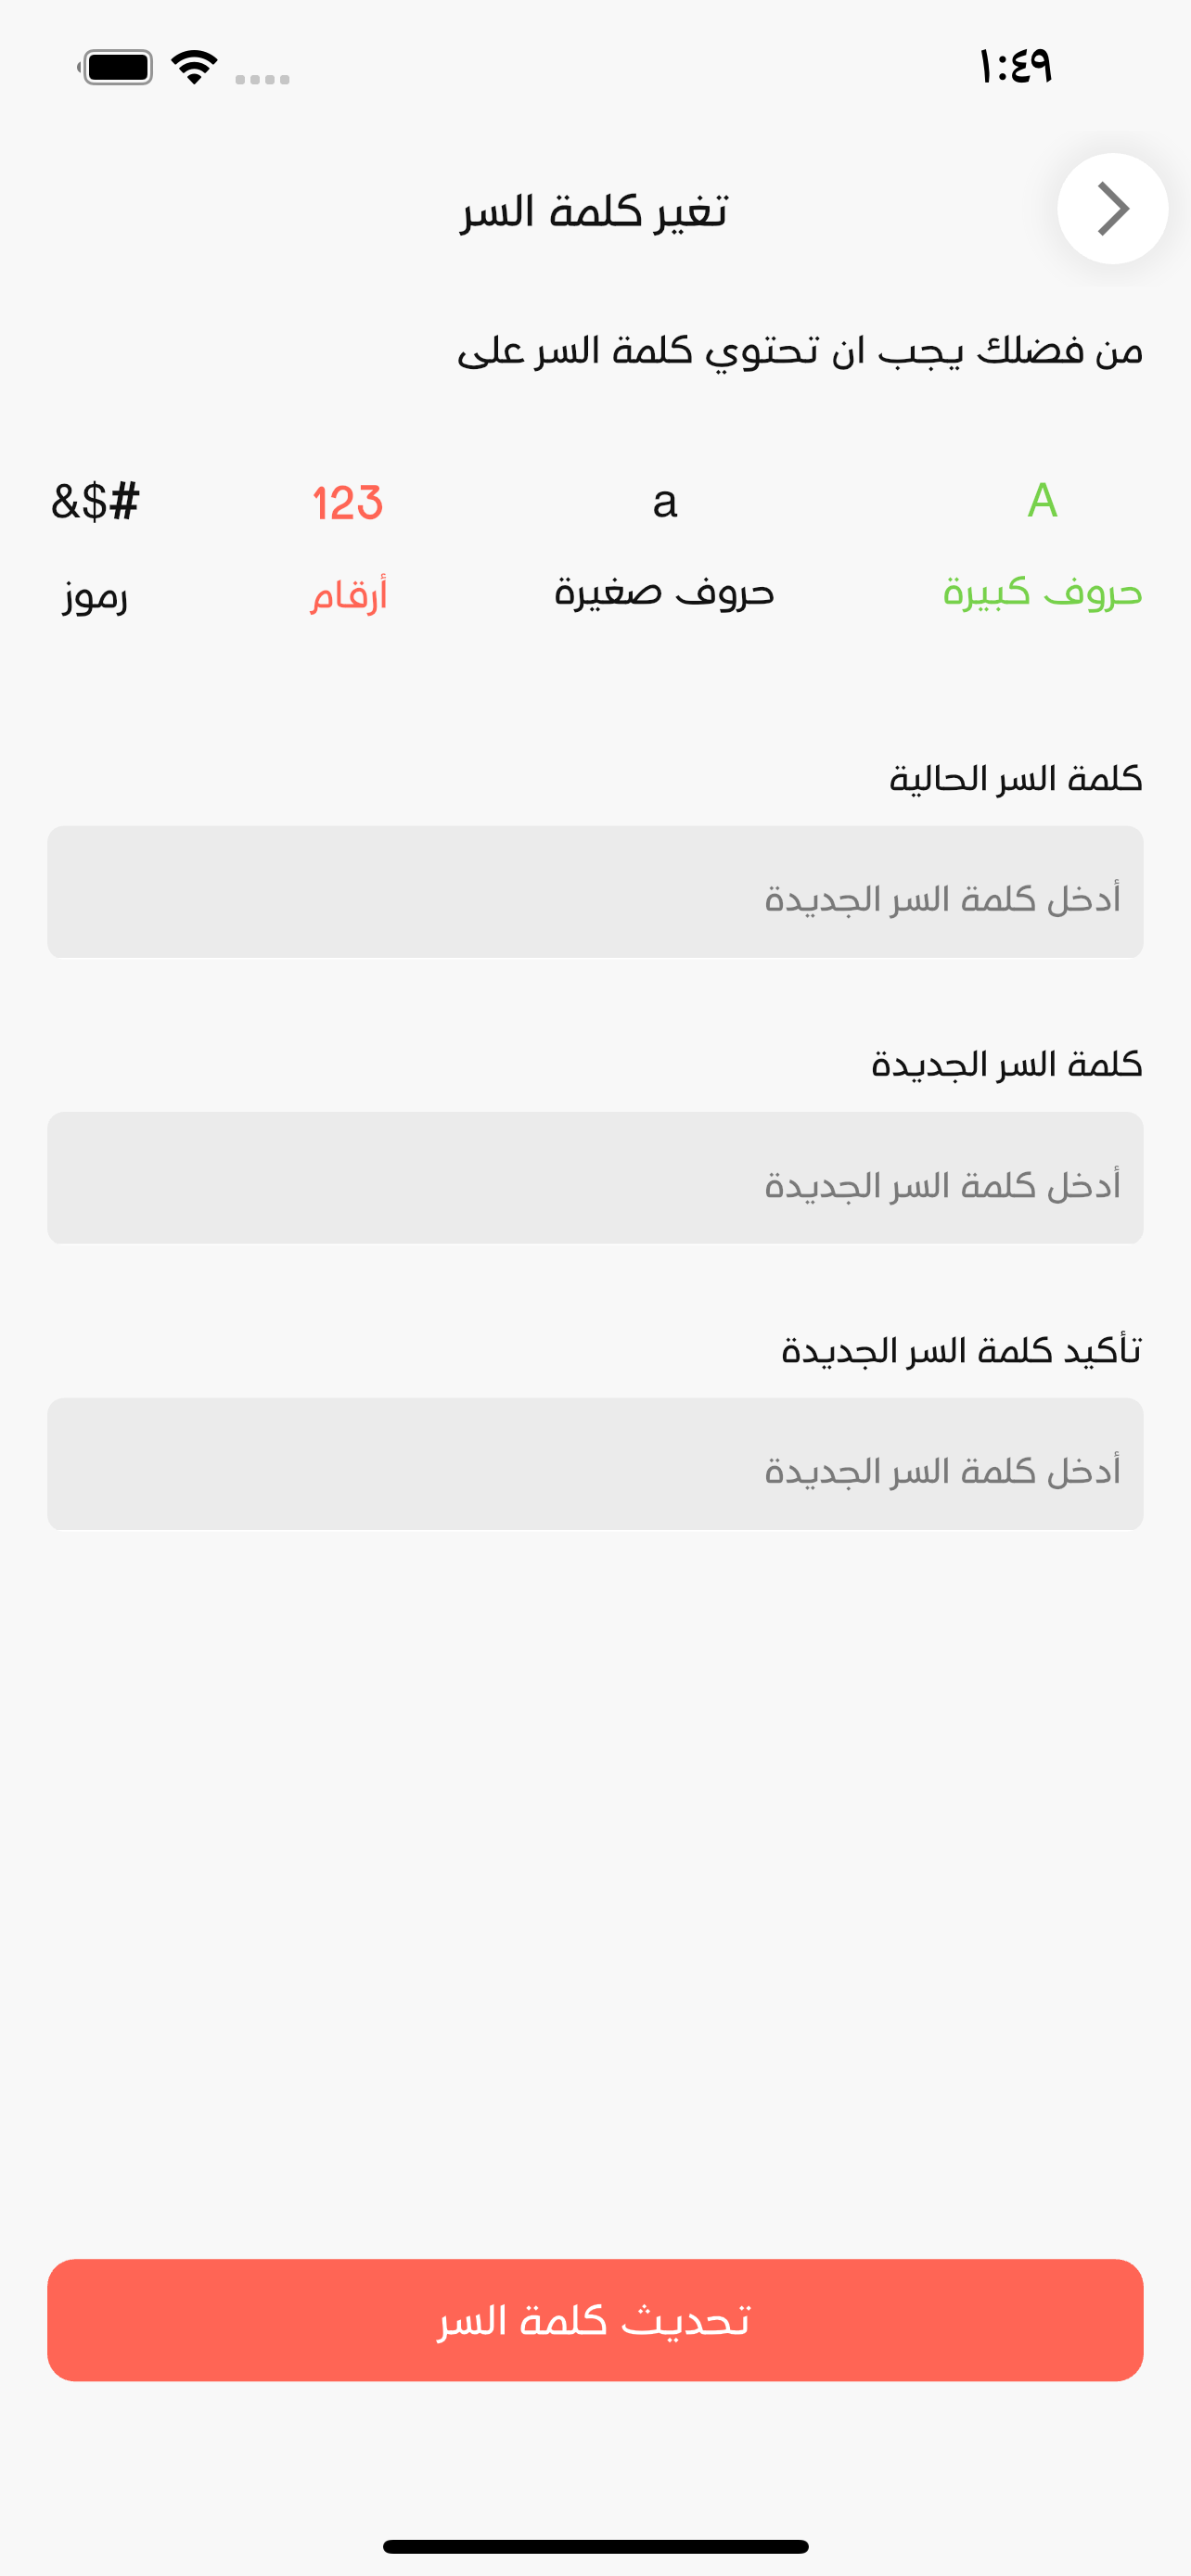 ١:٤٩
تغير كلمة السر
من فضلك يجب ان تحتوي كلمة السر على
A a 123 #$&
حروف كبيرة حروف صغيرة أرقام رموز
كلمة السر الحالية
أدخل كلمة السر الجديدة
كلمة السر الجديدة
أدخل كلمة السر الجديدة
تأكيد كلمة السر الجديدة
أدخل كلمة السر الجديدة
تحديث كلمة السر